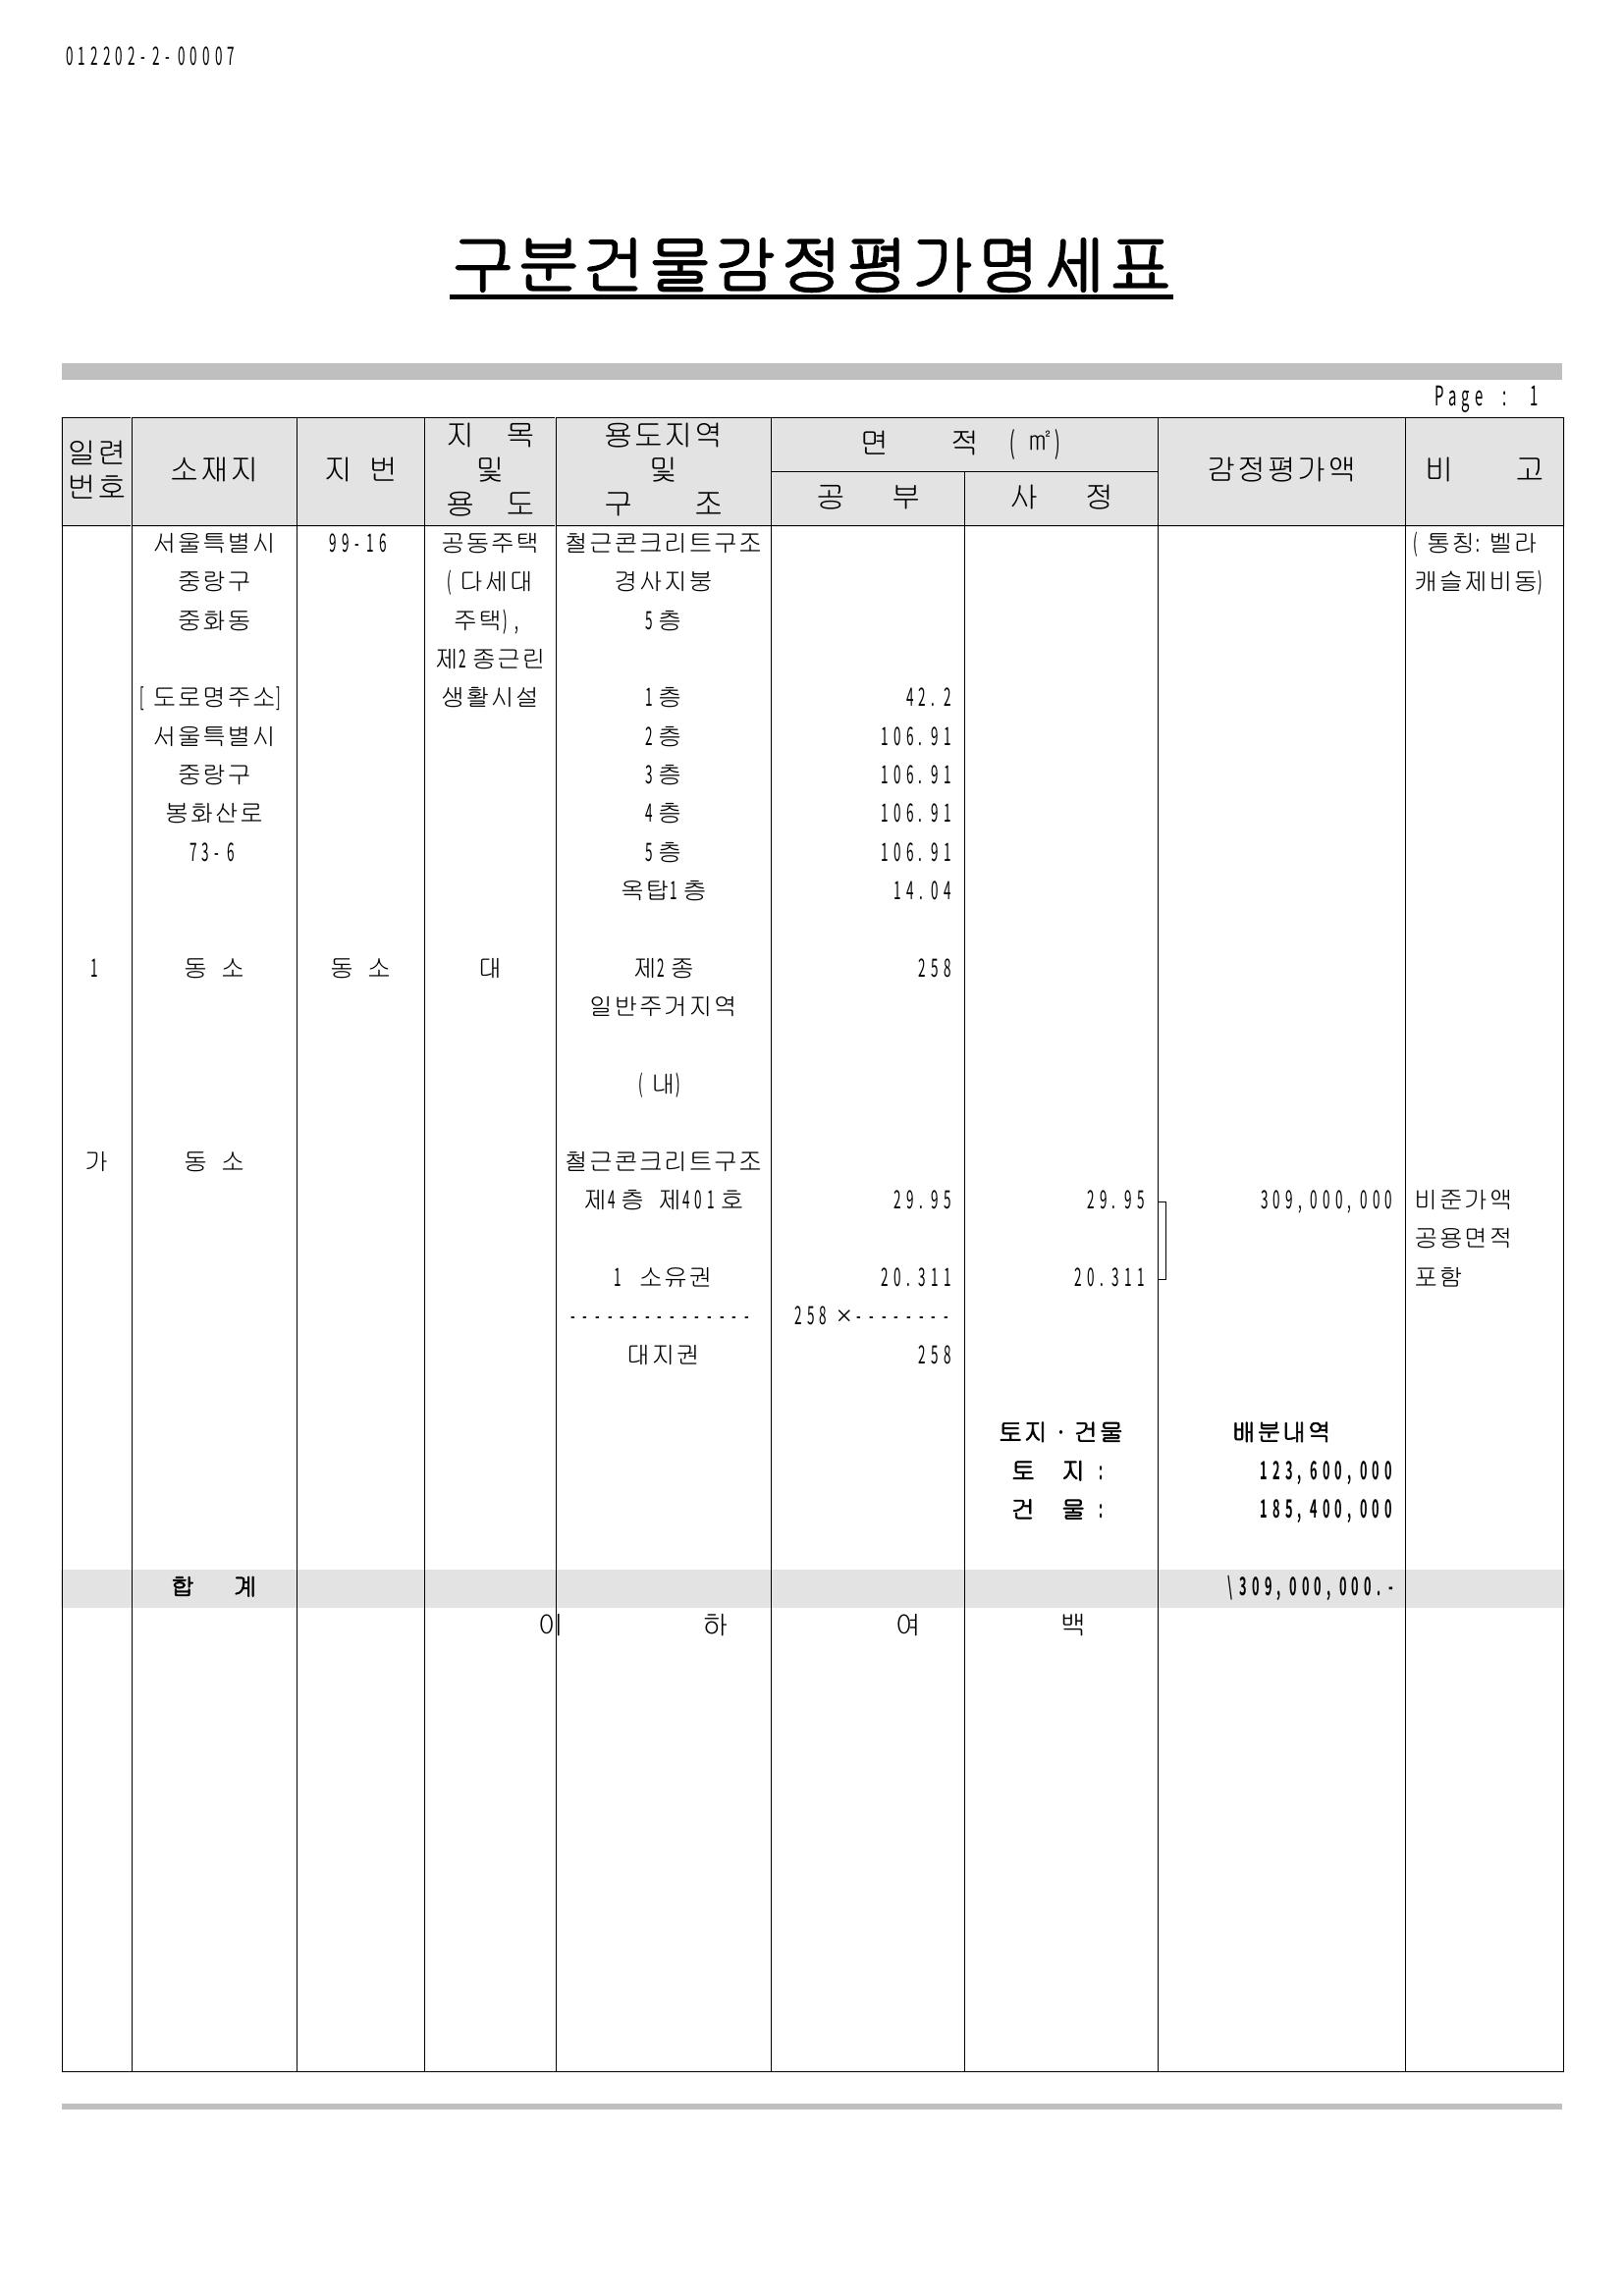 012202-2-00007
구분건물감정평가명세표
Page : 1
일련번호 소재지 지 번 지 목 및 용 도 용도지역 및 구 조 면 적 (㎡) 감정평가액 비 고
공 부 사 정
서울특별시 99-16 공동주택 철근콘크리트구조 (통칭:벨라
중랑구 (다세대 경사지붕 캐슬제비동)
중화동 주택), 5층
제2종근린
[도로명주소] 생활시설 1층 42.2
서울특별시 2층 106.91
중랑구 3층 106.91
봉화산로 4층 106.91
73-6 5층 106.91
옥탑1층 14.04
1 동 소 동 소 대 제2종 258
일반주거지역
(내)
가 동 소 철근콘크리트구조
제4층 제401호 29.95 29.95 309,000,000 비준가액
공용면적
1 소유권 20.311 20.311 포함
--------------- 258×--------
대지권 258
토지·건물 배분내역
토 지 : 123,600,000
건 물 : 185,400,000
합 계 \309,000,000.-
이 하 여 백